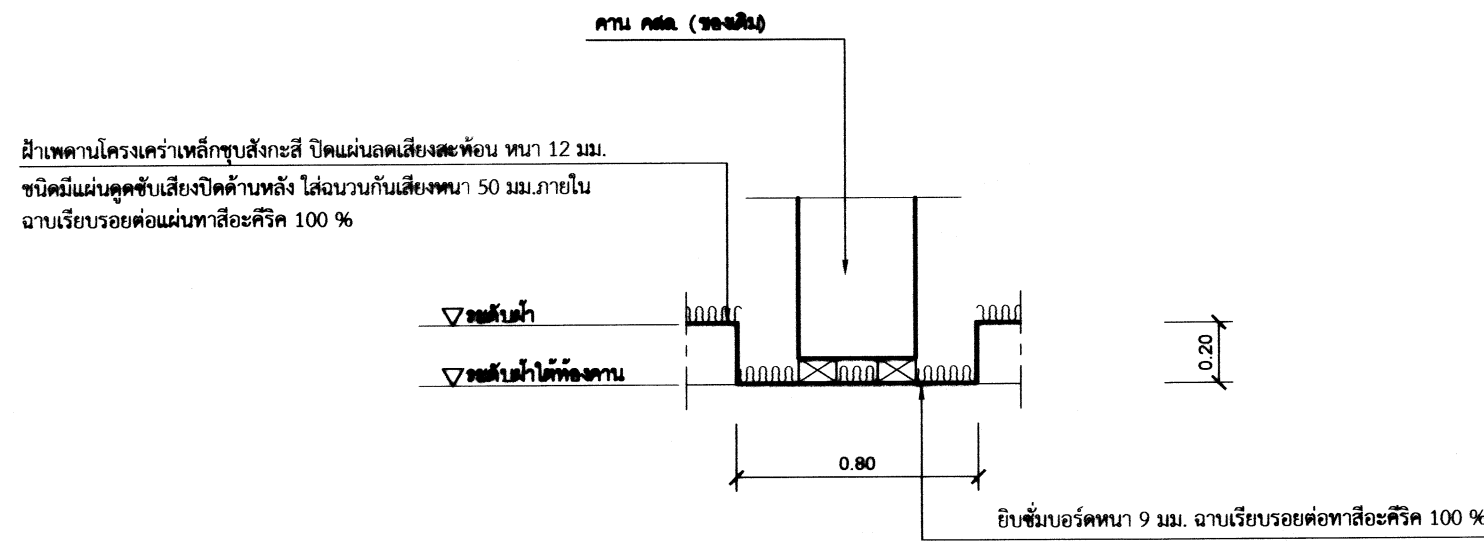 คาน คสล. (ของเดิม)
ฝ้าเพดานโครงเคร่าเหล็กชุบสังกะสี ปิดแผ่นลดเสียงสะท้อน หนา 12 มม.
ชนิดมีแผ่นดูดซับเสียงปิดด้านหลัง ใส่ฉนวนกันเสียงหนา 50 มม.ภายใน
ฉาบเรียบรอยต่อแผ่นทาสีอะคีริค 100 %
ระดับฝ้า
ระดับฝ้าใต้ท้องคาน
0.20
0.80
ยิบซั่มบอร์ดหนา 9 มม. ฉาบเรียบรอยต่อทาสีอะคีริค 100 %